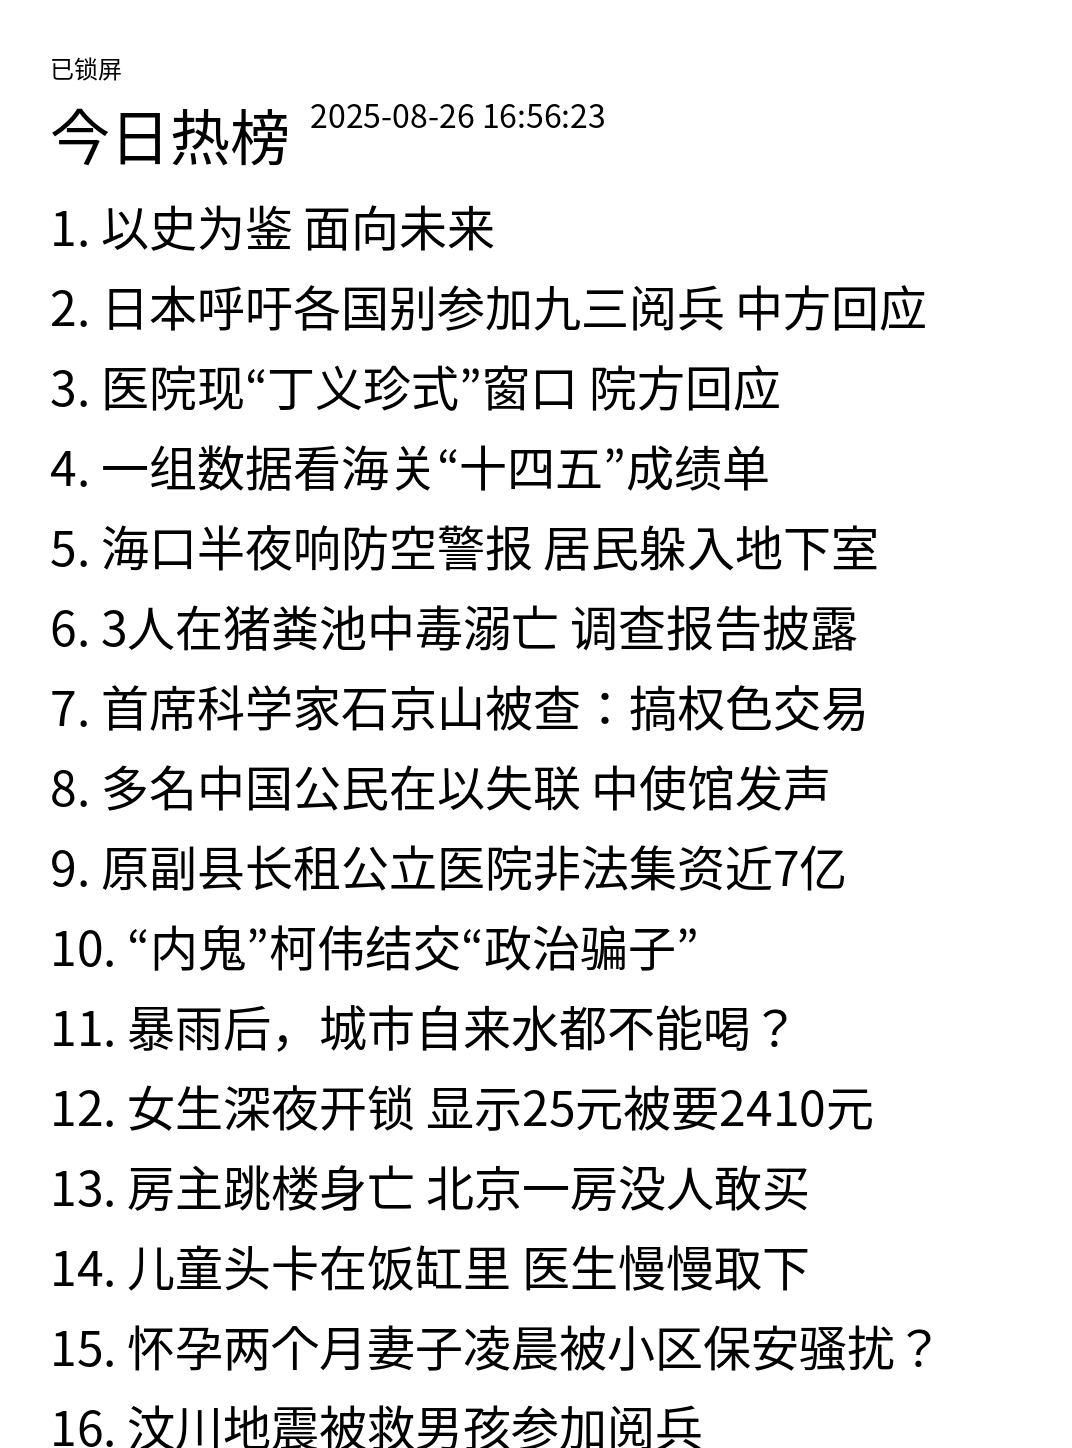 已锁屏
今日热榜 2025-08-26 16:56:23
1. 以史为鉴 面向未来
2. 日本呼吁各国别参加九三阅兵 中方回应
3. 医院现“丁义珍式”窗口 院方回应
4. 一组数据看海关“十四五”成绩单
5. 海口半夜响防空警报 居民躲入地下室
6. 3人在猪粪池中毒溺亡 调查报告披露
7. 首席科学家石京山被查：搞权色交易
8. 多名中国公民在以失联 中使馆发声
9. 原副县长租公立医院非法集资近7亿
10. “内鬼”柯伟结交“政治骗子”
11. 暴雨后，城市自来水都不能喝？
12. 女生深夜开锁 显示25元被要2410元
13. 房主跳楼身亡 北京一房没人敢买
14. 儿童头卡在饭缸里 医生慢慢取下
15. 怀孕两个月妻子凌晨被小区保安骚扰？
16. 汶川地震被救男孩参加阅兵